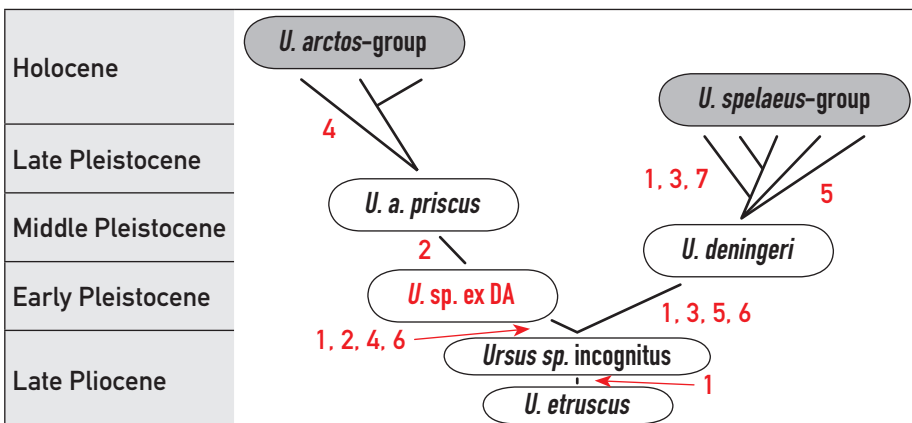 Holocene
U. arctos–group
U. spelaeus–group
4
Late Pleistocene
1, 3, 7
5
U. a. priscus
Middle Pleistocene
2
U. deningeri
Early Pleistocene
U. sp. ex DA
1, 3, 5, 6
1, 2, 4, 6
Ursus sp. incognitus
Late Pliocene
1
U. etruscus